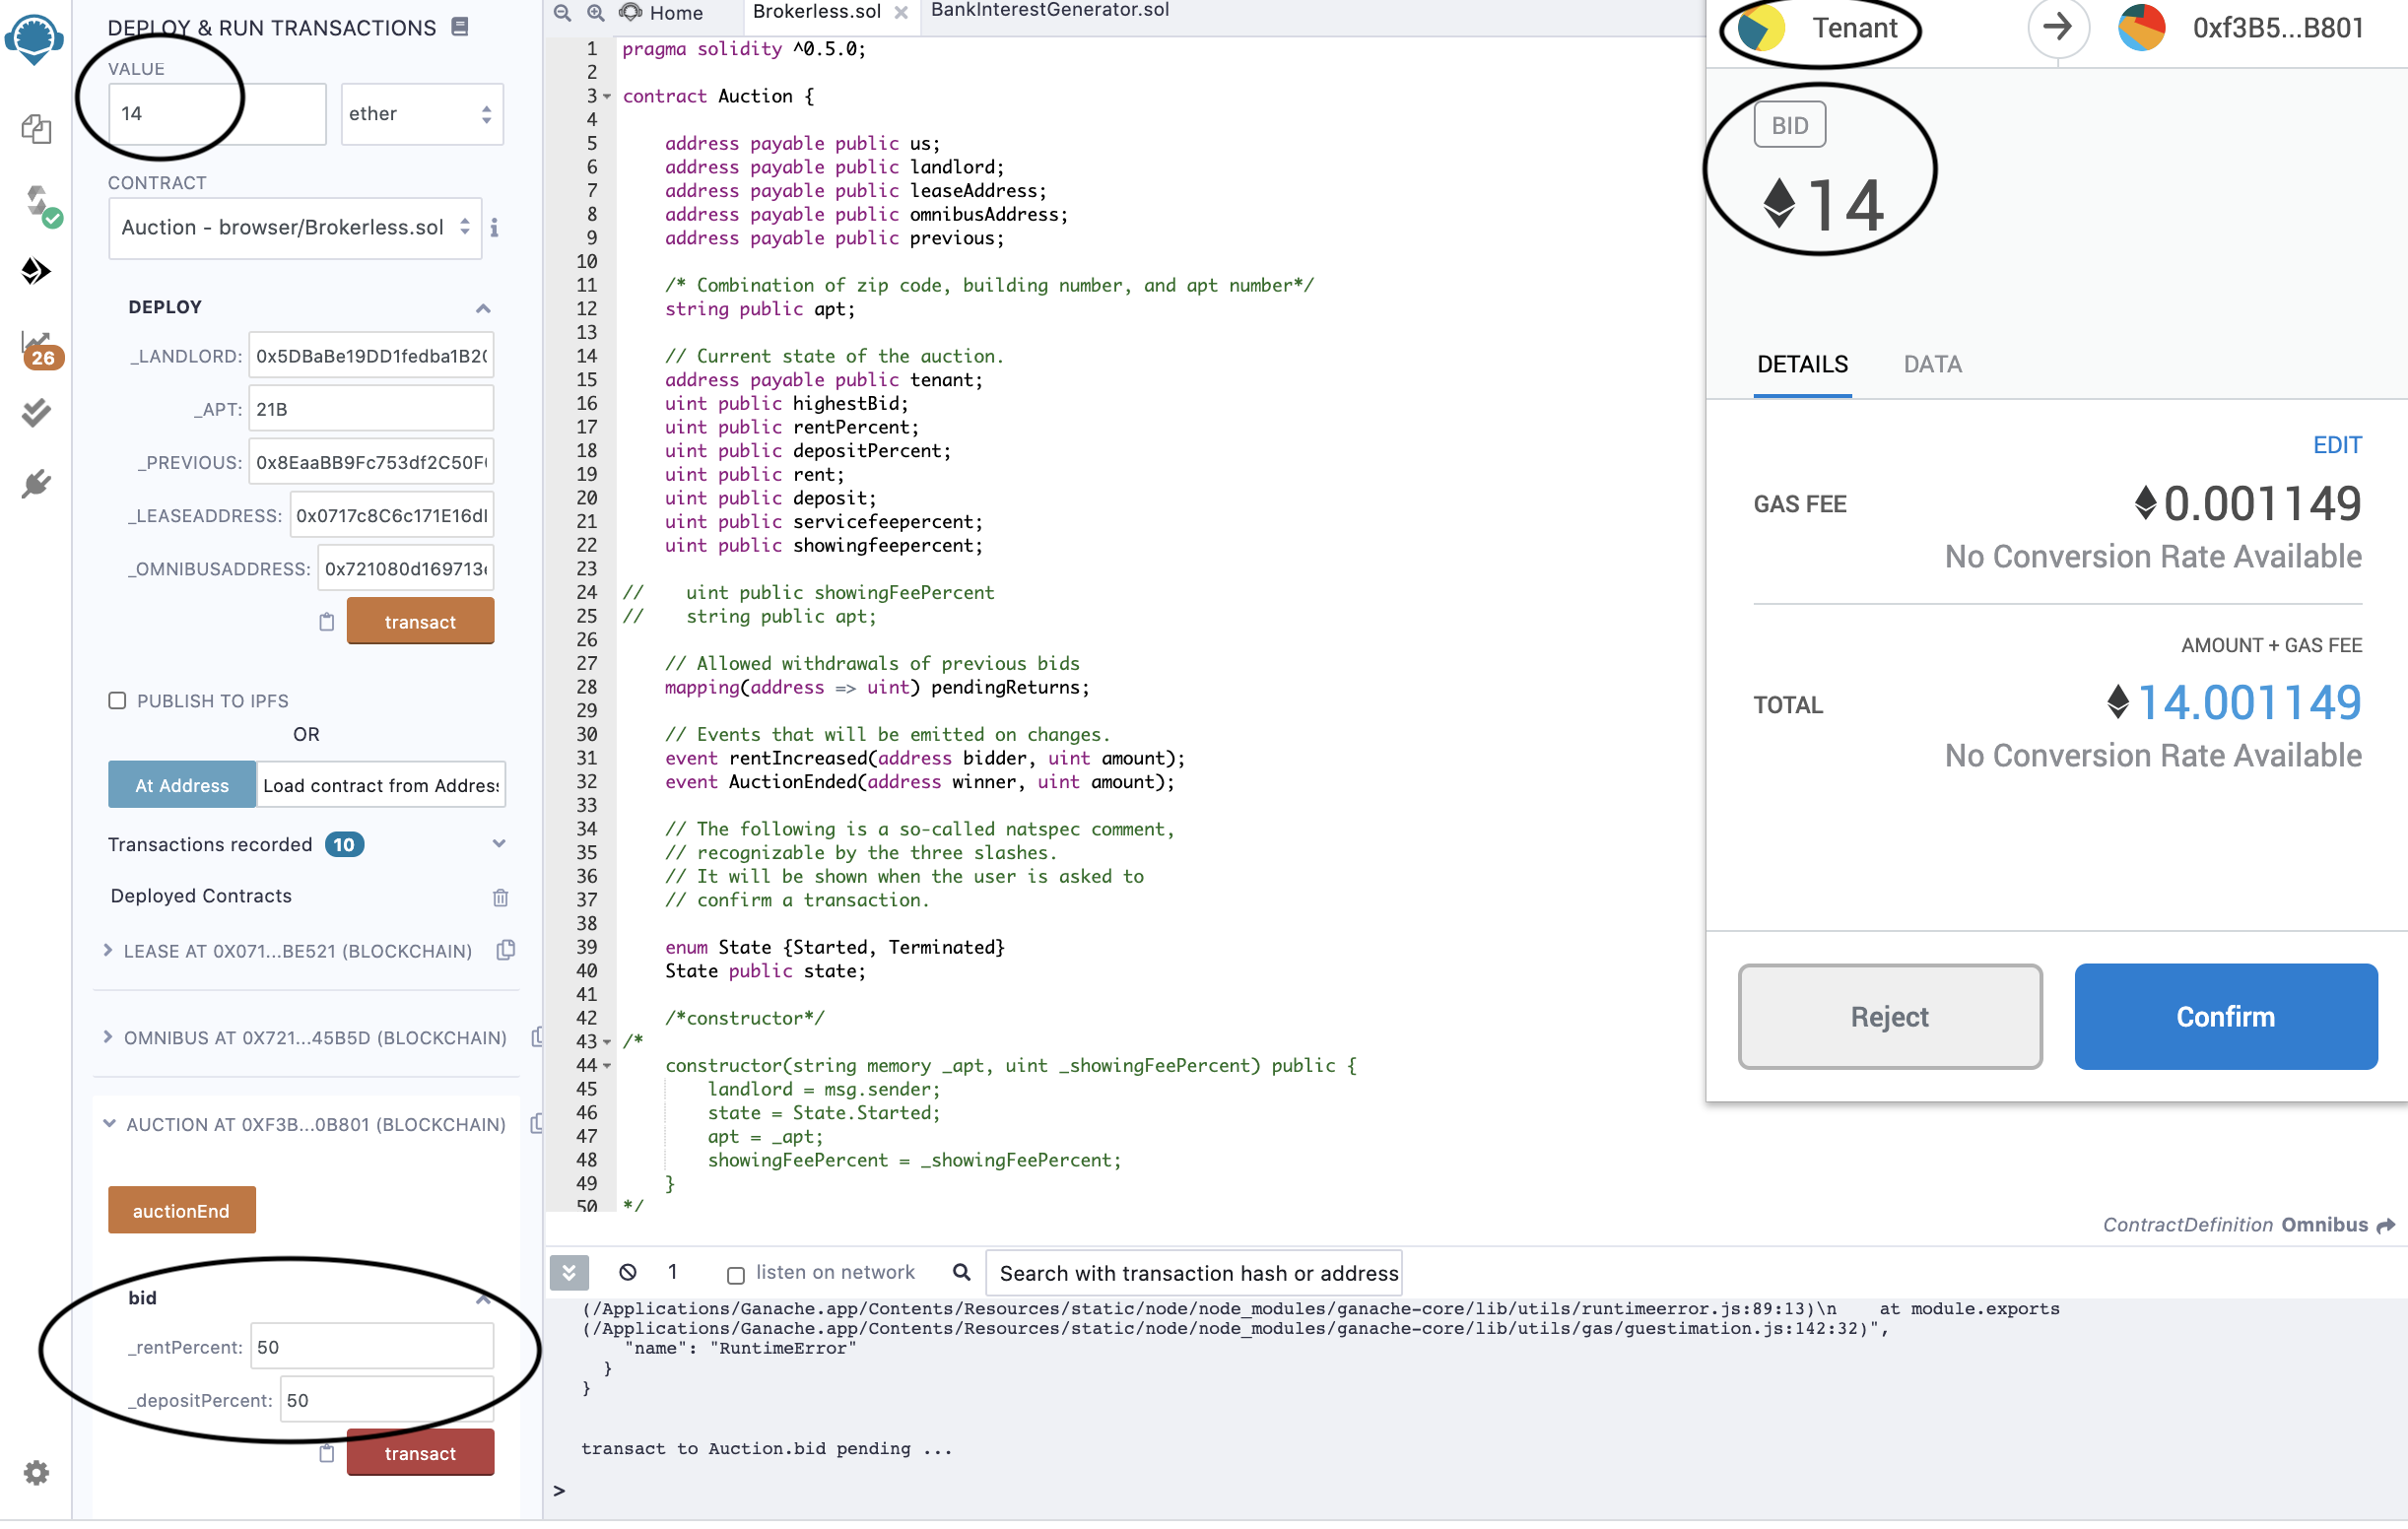 DEPLOY & RUN TRANSACTIONS
VALUE
14
ether
CONTRACT
Auction - browser/Brokerless.sol
i
DEPLOY
_LANDLORD: 0x5DBaBe19DD1fedba1B2
_APT: 21B
_PREVIOUS: 0x8EaaBB9Fc753df2C50F
_LEASEADDRESS: 0x0717c8C6c171E16d
_OMNIBUSADDRESS: 0x721080d169713
transact
26
PUBLISH TO IPFS
OR
At Address
Load contract from Address
Transactions recorded 10
Deployed Contracts
LEASE AT 0X071...BE521 (BLOCKCHAIN)
OMNIBUS AT 0X721...45B5D (BLOCKCHAIN)
AUCTION AT 0XF3B...0B801 (BLOCKCHAIN)
auctionEnd
bid
_rentPercent: 50
_depositPercent: 50
transact
Home
Brokerless.sol
BankInterestGenerator.sol
1 pragma solidity ^0.5.0;
2
3 contract Auction {
4
5 address payable public us;
6 address payable public landlord;
7 address payable public leaseAddress;
8 address payable public omnibusAddress;
9 address payable public previous;
10
11 /* Combination of zip code, building number, and apt number*/
12 string public apt;
13
14 // Current state of the auction.
15 address payable public tenant;
16 uint public highestBid;
17 uint public rentPercent;
18 uint public depositPercent;
19 uint public rent;
20 uint public deposit;
21 uint public servicefeepercent;
22 uint public showingfeepercent;
23
24 // uint public showingFeePercent
25 // string public apt;
26
27 // Allowed withdrawals of previous bids
28 mapping(address => uint) pendingReturns;
29
30 // Events that will be emitted on changes.
31 event rentIncreased(address bidder, uint amount);
32 event AuctionEnded(address winner, uint amount);
33
34 // The following is a so-called natspec comment,
35 // recognizable by the three slashes.
36 // It will be shown when the user is asked to
37 // confirm a transaction.
38
39 enum State {Started, Terminated}
40 State public state;
41
42 /*constructor*/
43 /*
44 constructor(string memory _apt, uint _showingFeePercent) public {
45 landlord = msg.sender;
46 state = State.Started;
47 apt = _apt;
48 showingFeePercent = _showingFeePercent;
49 }
50 */
ContractDefinition Omnibus
1
listen on network
Search with transaction hash or address
(/Applications/Ganache.app/Contents/Resources/static/node/node_modules/ganache-core/lib/utils/runtimeerror.js:89:13)\n    at module.exports
(/Applications/Ganache.app/Contents/Resources/static/node/node_modules/ganache-core/lib/utils/gas/guestimation.js:142:32)",
"name": "RuntimeError"
}
}
transact to Auction.bid pending ...
>
Tenant
0xf3B5...B801
BID
14
DETAILS
DATA
EDIT
GAS FEE
0.001149
No Conversion Rate Available
AMOUNT + GAS FEE
TOTAL
14.001149
No Conversion Rate Available
Reject
Confirm